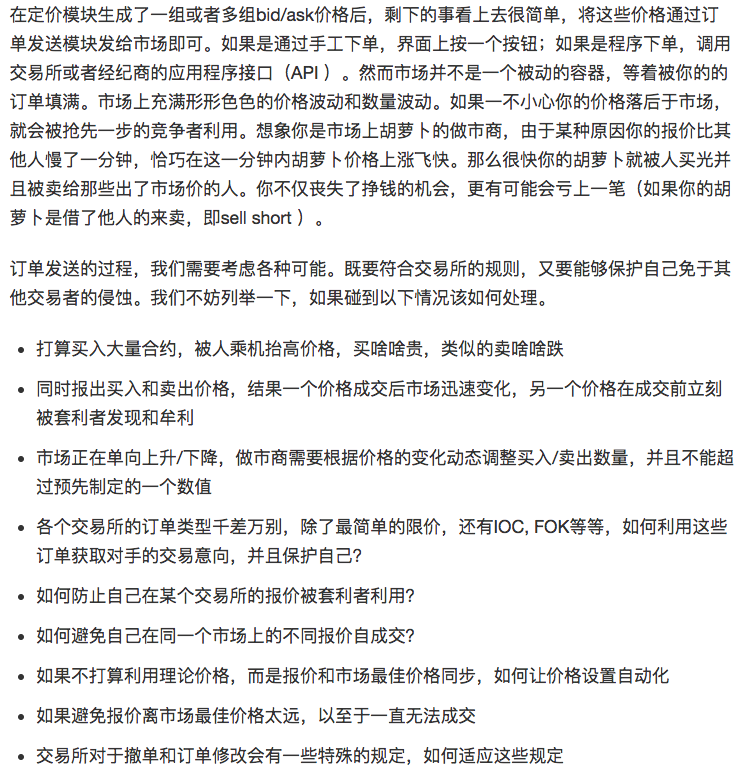 在定价模块生成了一组或者多组bid/ask价格后，剩下的事看上去很简单，将这些价格通过订
单发送模块发给市场即可。如果是通过手工下单，界面上按一个按钮；如果是程序下单，调用
交易所或者经纪商的应用程序接口（API ）。然而市场并不是一个被动的容器，等着被你的的
订单填满。市场上充满形形色色的价格波动和数量波动。如果一不小心你的价格落后于市场，
就会被抢先一步的竞争者利用。想象你是市场上胡萝卜的做市商，由于某种原因你的报价比其
他人慢了一分钟，恰巧在这一分钟内胡萝卜价格上涨飞快。那么很快你的胡萝卜就被人买光并
且被卖给那些出了市场价的人。你不仅丧失了挣钱的机会，更有可能会亏上一笔（如果你的胡
萝卜是借了他人的来卖，即sell short ）。
订单发送的过程，我们需要考虑各种可能。既要符合交易所的规则，又要能够保护自己免于其
他交易者的侵蚀。我们不妨列举一下，如果碰到以下情况该如何处理。
• 打算买入大量合约，被人乘机抬高价格，买啥啥贵，类似的卖啥啥跌
• 同时报出买入和卖出价格，结果一个价格成交后市场迅速变化，另一个价格在成交前立刻
被套利者发现和牟利
• 市场正在单向上升/下降，做市商需要根据价格的变化动态调整买入/卖出数量，并且不能超
过预先制定的一个数值
• 各个交易所的订单类型千差万别，除了最简单的限价，还有IOC, FOK等等，如何利用这些
订单获取对手的交易意向，并且保护自己？
• 如何防止自己在某个交易所的报价被套利者利用？
• 如何避免自己在同一个市场上的不同报价自成交？
• 如果不打算利用理论价格，而是报价和市场最佳价格同步，如何让价格设置自动化
• 如果避免报价离市场最佳价格太远，以至于一直无法成交
• 交易所对于撤单和订单修改会有一些特殊的规定，如何适应这些规定